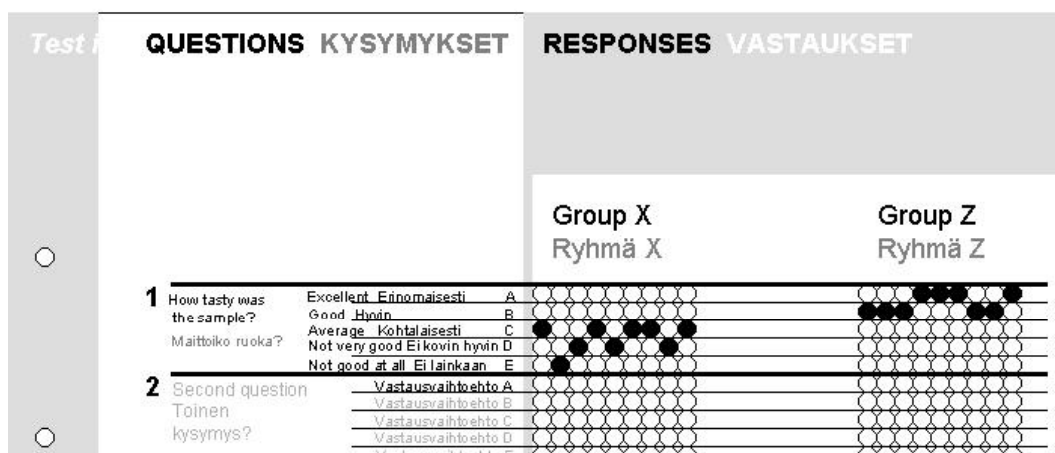 Test i
QUESTIONS KYSYMYKSET
RESPONSES VASTAUKSET
Group X
Ryhmä X
Group Z
Ryhmä Z
1 How tasty was
the sample?
Maittoiko ruoka?
Excellent Erinomaisesti A
Good Hyvin B
Average Kohtalaisesti C
Not very good Ei kovin hyvin D
Not good at all Ei lainkaan E
2 Second question
Toinen
kysymys?
Vastausvaihtoehto A
Vastausvaihtoehto B
Vastausvaihtoehto C
Vastausvaihtoehto D